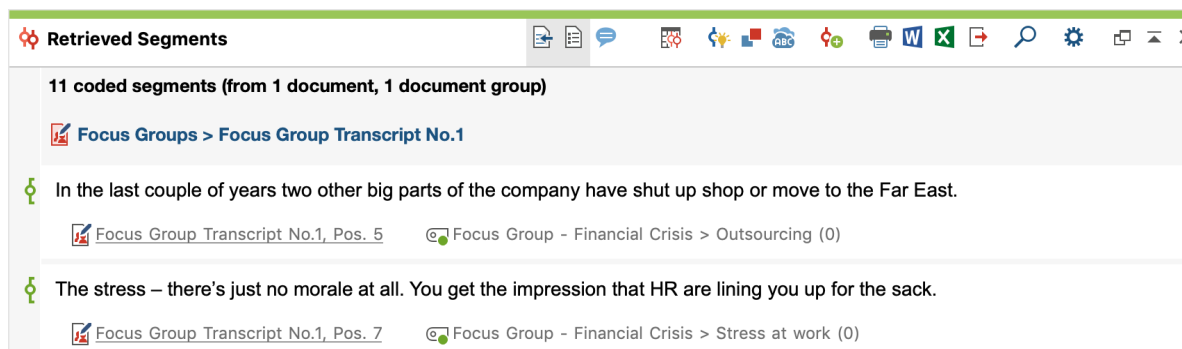 Retrieved Segments
ABC
W
X
11 coded segments (from 1 document, 1 document group)
Focus Groups > Focus Group Transcript No.1
In the last couple of years two other big parts of the company have shut up shop or move to the Far East.
Focus Group Transcript No.1, Pos. 5 Focus Group - Financial Crisis > Outsourcing (0)
The stress – there’s just no morale at all. You get the impression that HR are lining you up for the sack.
Focus Group Transcript No.1, Pos. 7 Focus Group - Financial Crisis > Stress at work (0)